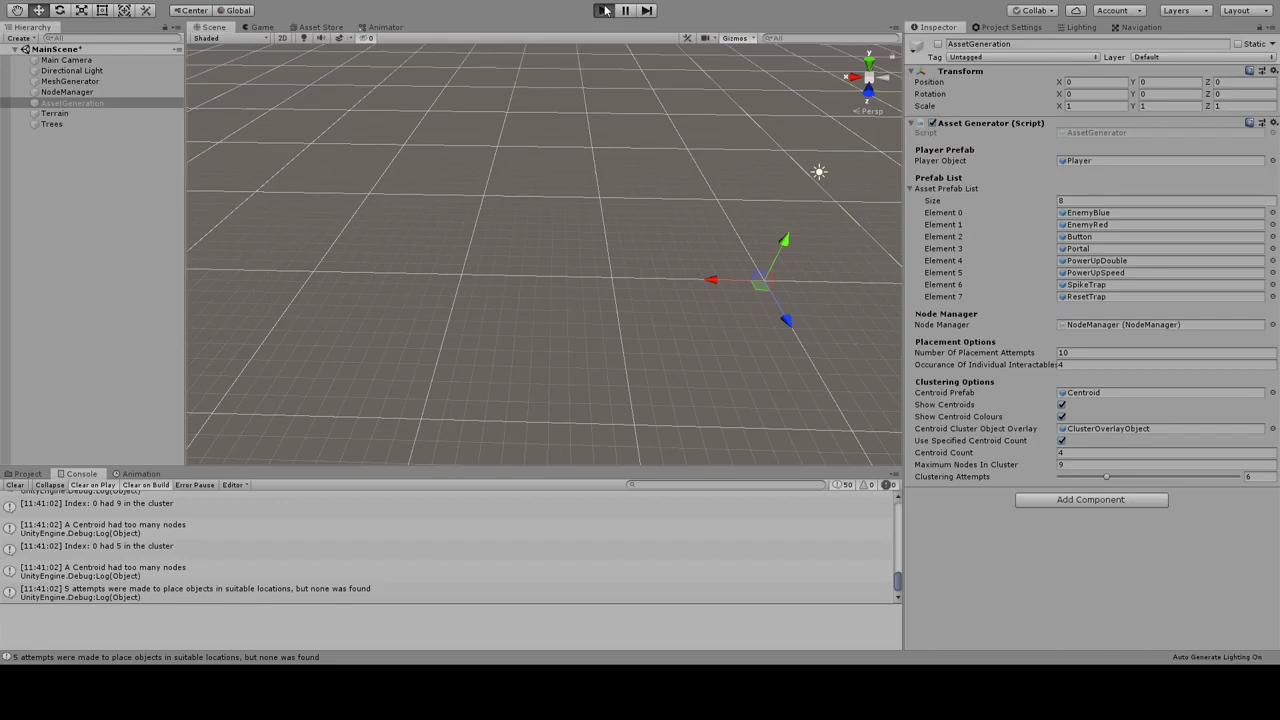 Center Global Collab Account Layers Layout
Hierarchy Scene Game Asset Store Animator Inspector Project Settings Lighting Navigation
Create All Shaded 2D 0 Gizmos All AssetGeneration Static
MainScene*
Main Camera
Directional Light
MeshGenerator
NodeManager
AssetGeneration
Terrain
Trees
y
x
z
Persp
Tag Untagged Layer Default
Transform
Position X 0 Y 0 Z 0
Rotation X 0 Y 0 Z 0
Scale X 1 Y 1 Z 1
Asset Generator (Script)
Script AssetGenerator
Player Prefab
Player Object Player
Prefab List
Asset Prefab List
Size 8
Element 0 EnemyBlue
Element 1 EnemyRed
Element 2 Button
Element 3 Portal
Element 4 PowerUpDouble
Element 5 PowerUpSpeed
Element 6 SpikeTrap
Element 7 ResetTrap
Node Manager
Node Manager NodeManager (NodeManager)
Placement Options
Number Of Placement Attempts 10
Occurance Of Individual Interactables 4
Clustering Options
Centroid Prefab Centroid
Show Centroids
Show Centroid Colours
Centroid Cluster Object Overlay ClusterOverlayObject
Use Specified Centroid Count
Centroid Count 4
Maximum Nodes In Cluster 9
Clustering Attempts 6
Add Component
Project Console Animation
Clear Collapse Clear on Play Clear on Build Error Pause Editor 50 0 0
UnityEngine.Debug:Log(Object)
[11:41:02] Index: 0 had 9 in the cluster
[11:41:02] A Centroid had too many nodes
UnityEngine.Debug:Log(Object)
[11:41:02] Index: 0 had 5 in the cluster
[11:41:02] A Centroid had too many nodes
UnityEngine.Debug:Log(Object)
[11:41:02] 5 attempts were made to place objects in suitable locations, but none was found
UnityEngine.Debug:Log(Object)
5 attempts were made to place objects in suitable locations, but none was found
Auto Generate Lighting On